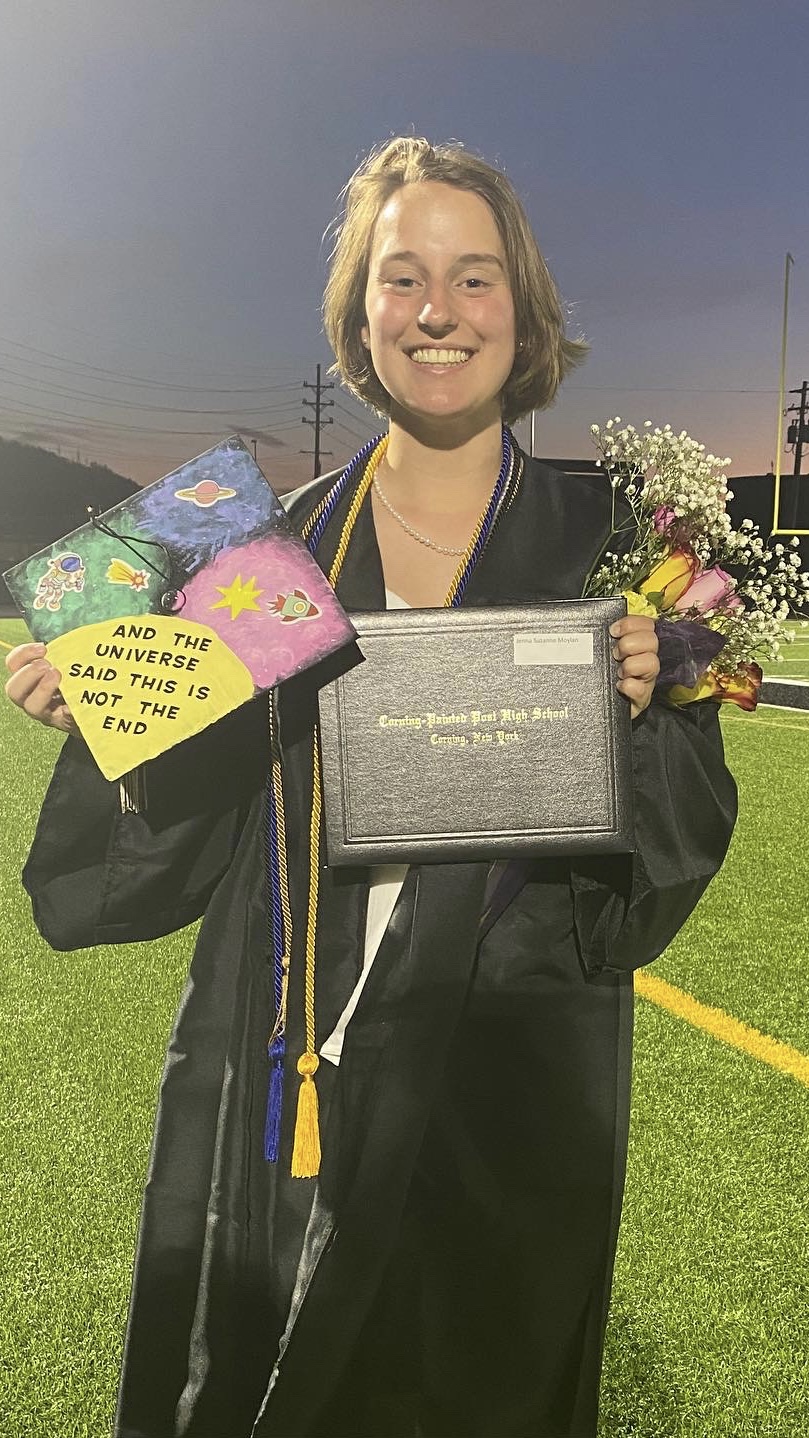 AND THE
UNIVERSE
SAID THIS IS
NOT THE
END
Jenna Suzanne Moylan
Corning-Painted Post High School
Corning, New York